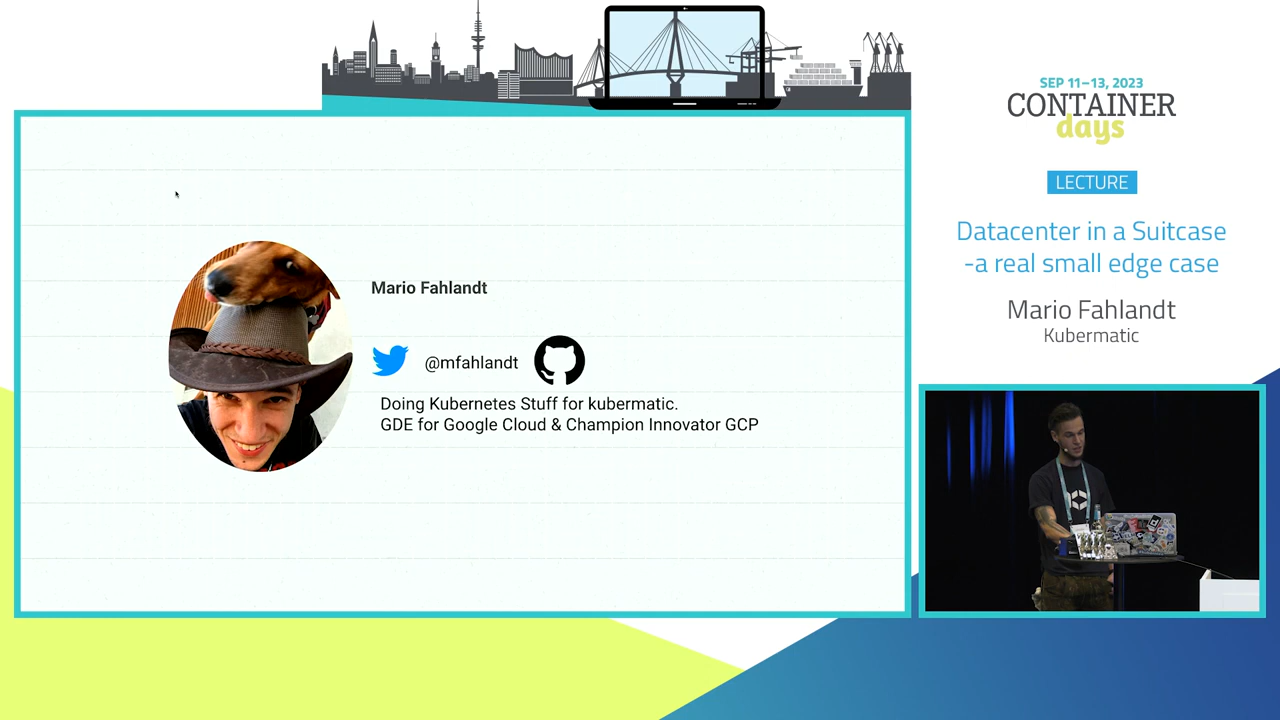 SEP 11–13, 2023
CONTAINER
days
LECTURE
Datacenter in a Suitcase
-a real small edge case
Mario Fahlandt
Kubermatic
Mario Fahlandt
@mfahlandt
Doing Kubernetes Stuff for kubermatic.
GDE for Google Cloud & Champion Innovator GCP